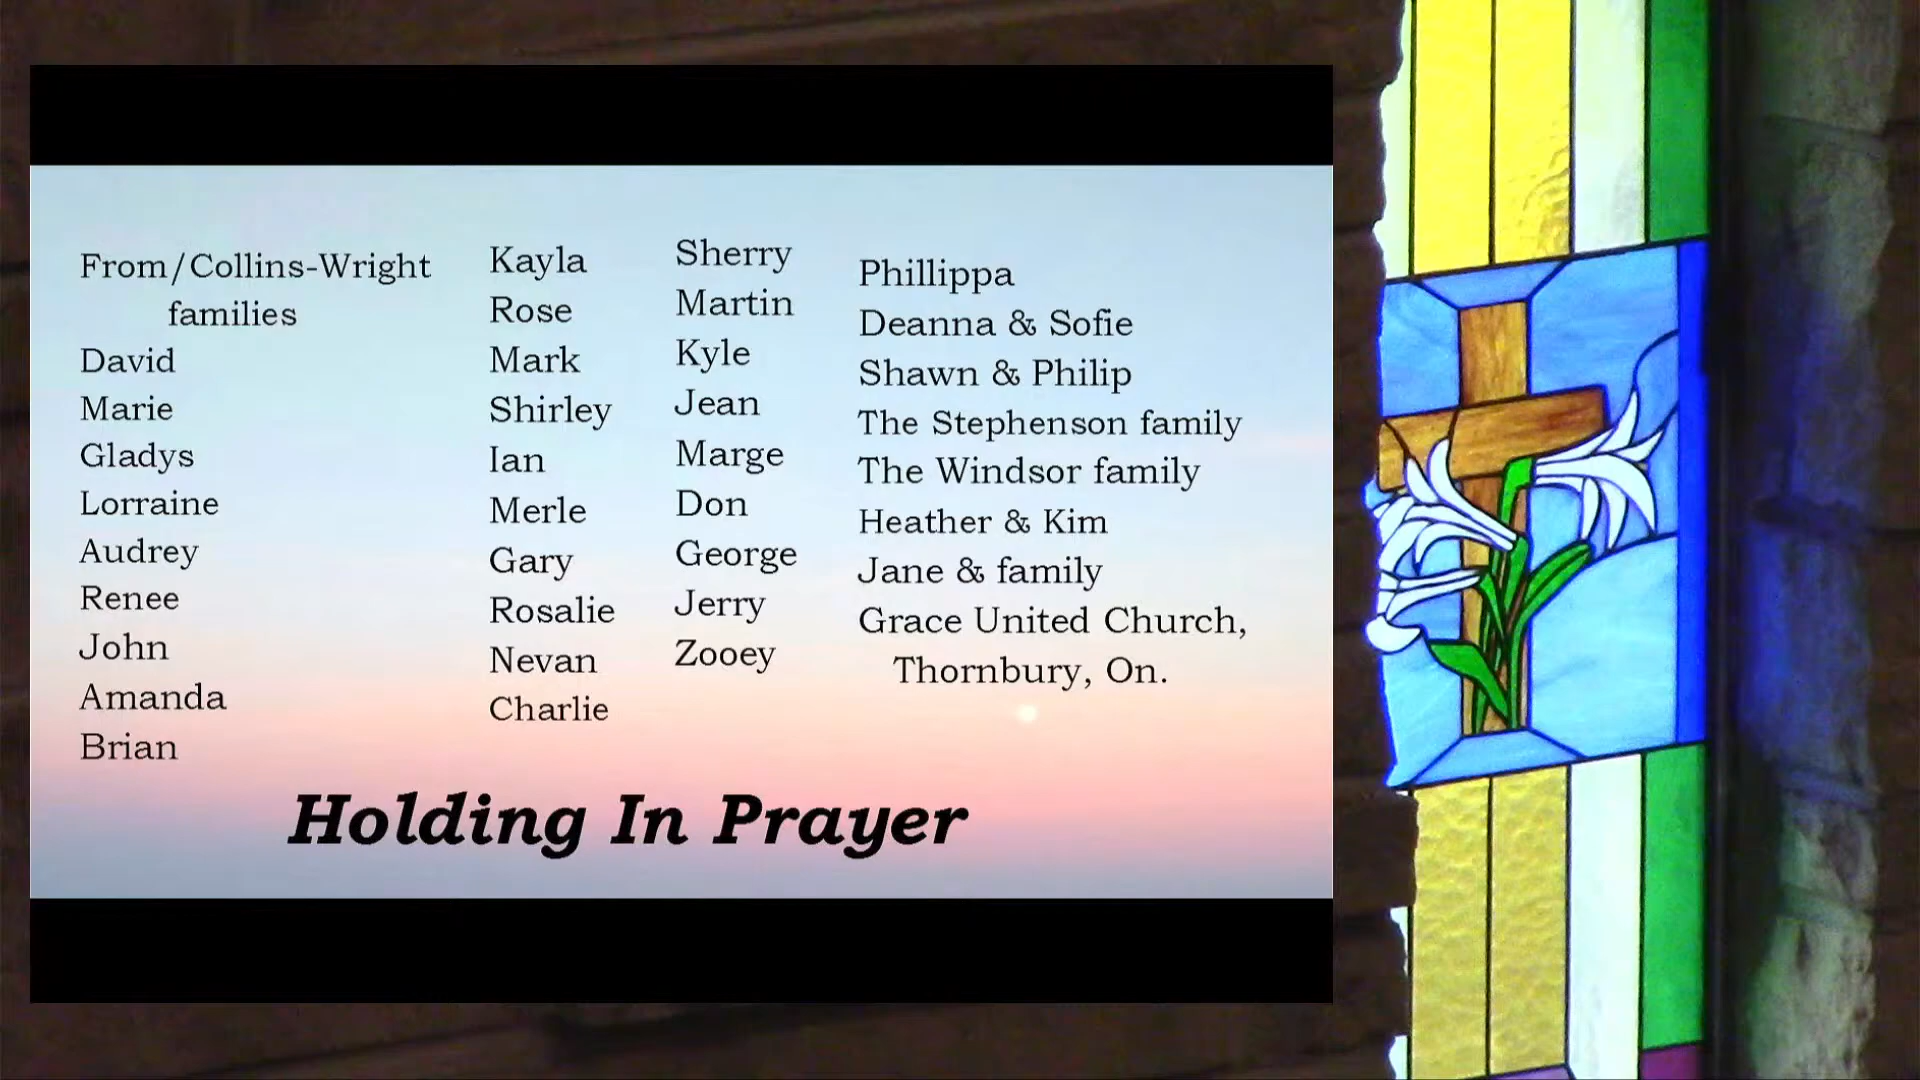 From/Collins-Wright
families
David
Marie
Gladys
Lorraine
Audrey
Renee
John
Amanda
Brian
Kayla
Rose
Mark
Shirley
Ian
Merle
Gary
Rosalie
Nevan
Charlie
Sherry
Martin
Kyle
Jean
Marge
Don
George
Jerry
Zooey
Phillippa
Deanna & Sofie
Shawn & Philip
The Stephenson family
The Windsor family
Heather & Kim
Jane & family
Grace United Church,
Thornbury, On.
Holding In Prayer